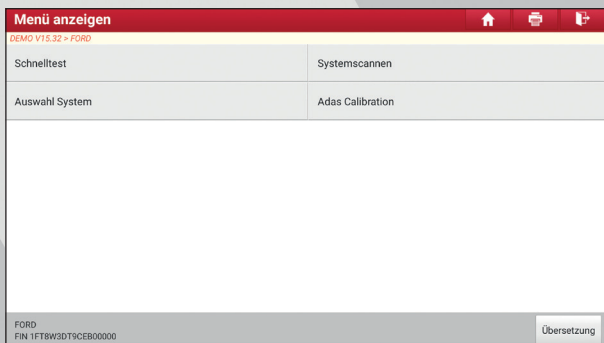 Menü anzeigen
DEMO V15.32 > FORD
Schnelltest
Systemscannen
Auswahl System
Adas Calibration
FORD
FIN 1FT8W3DT9CEB00000
Übersetzung